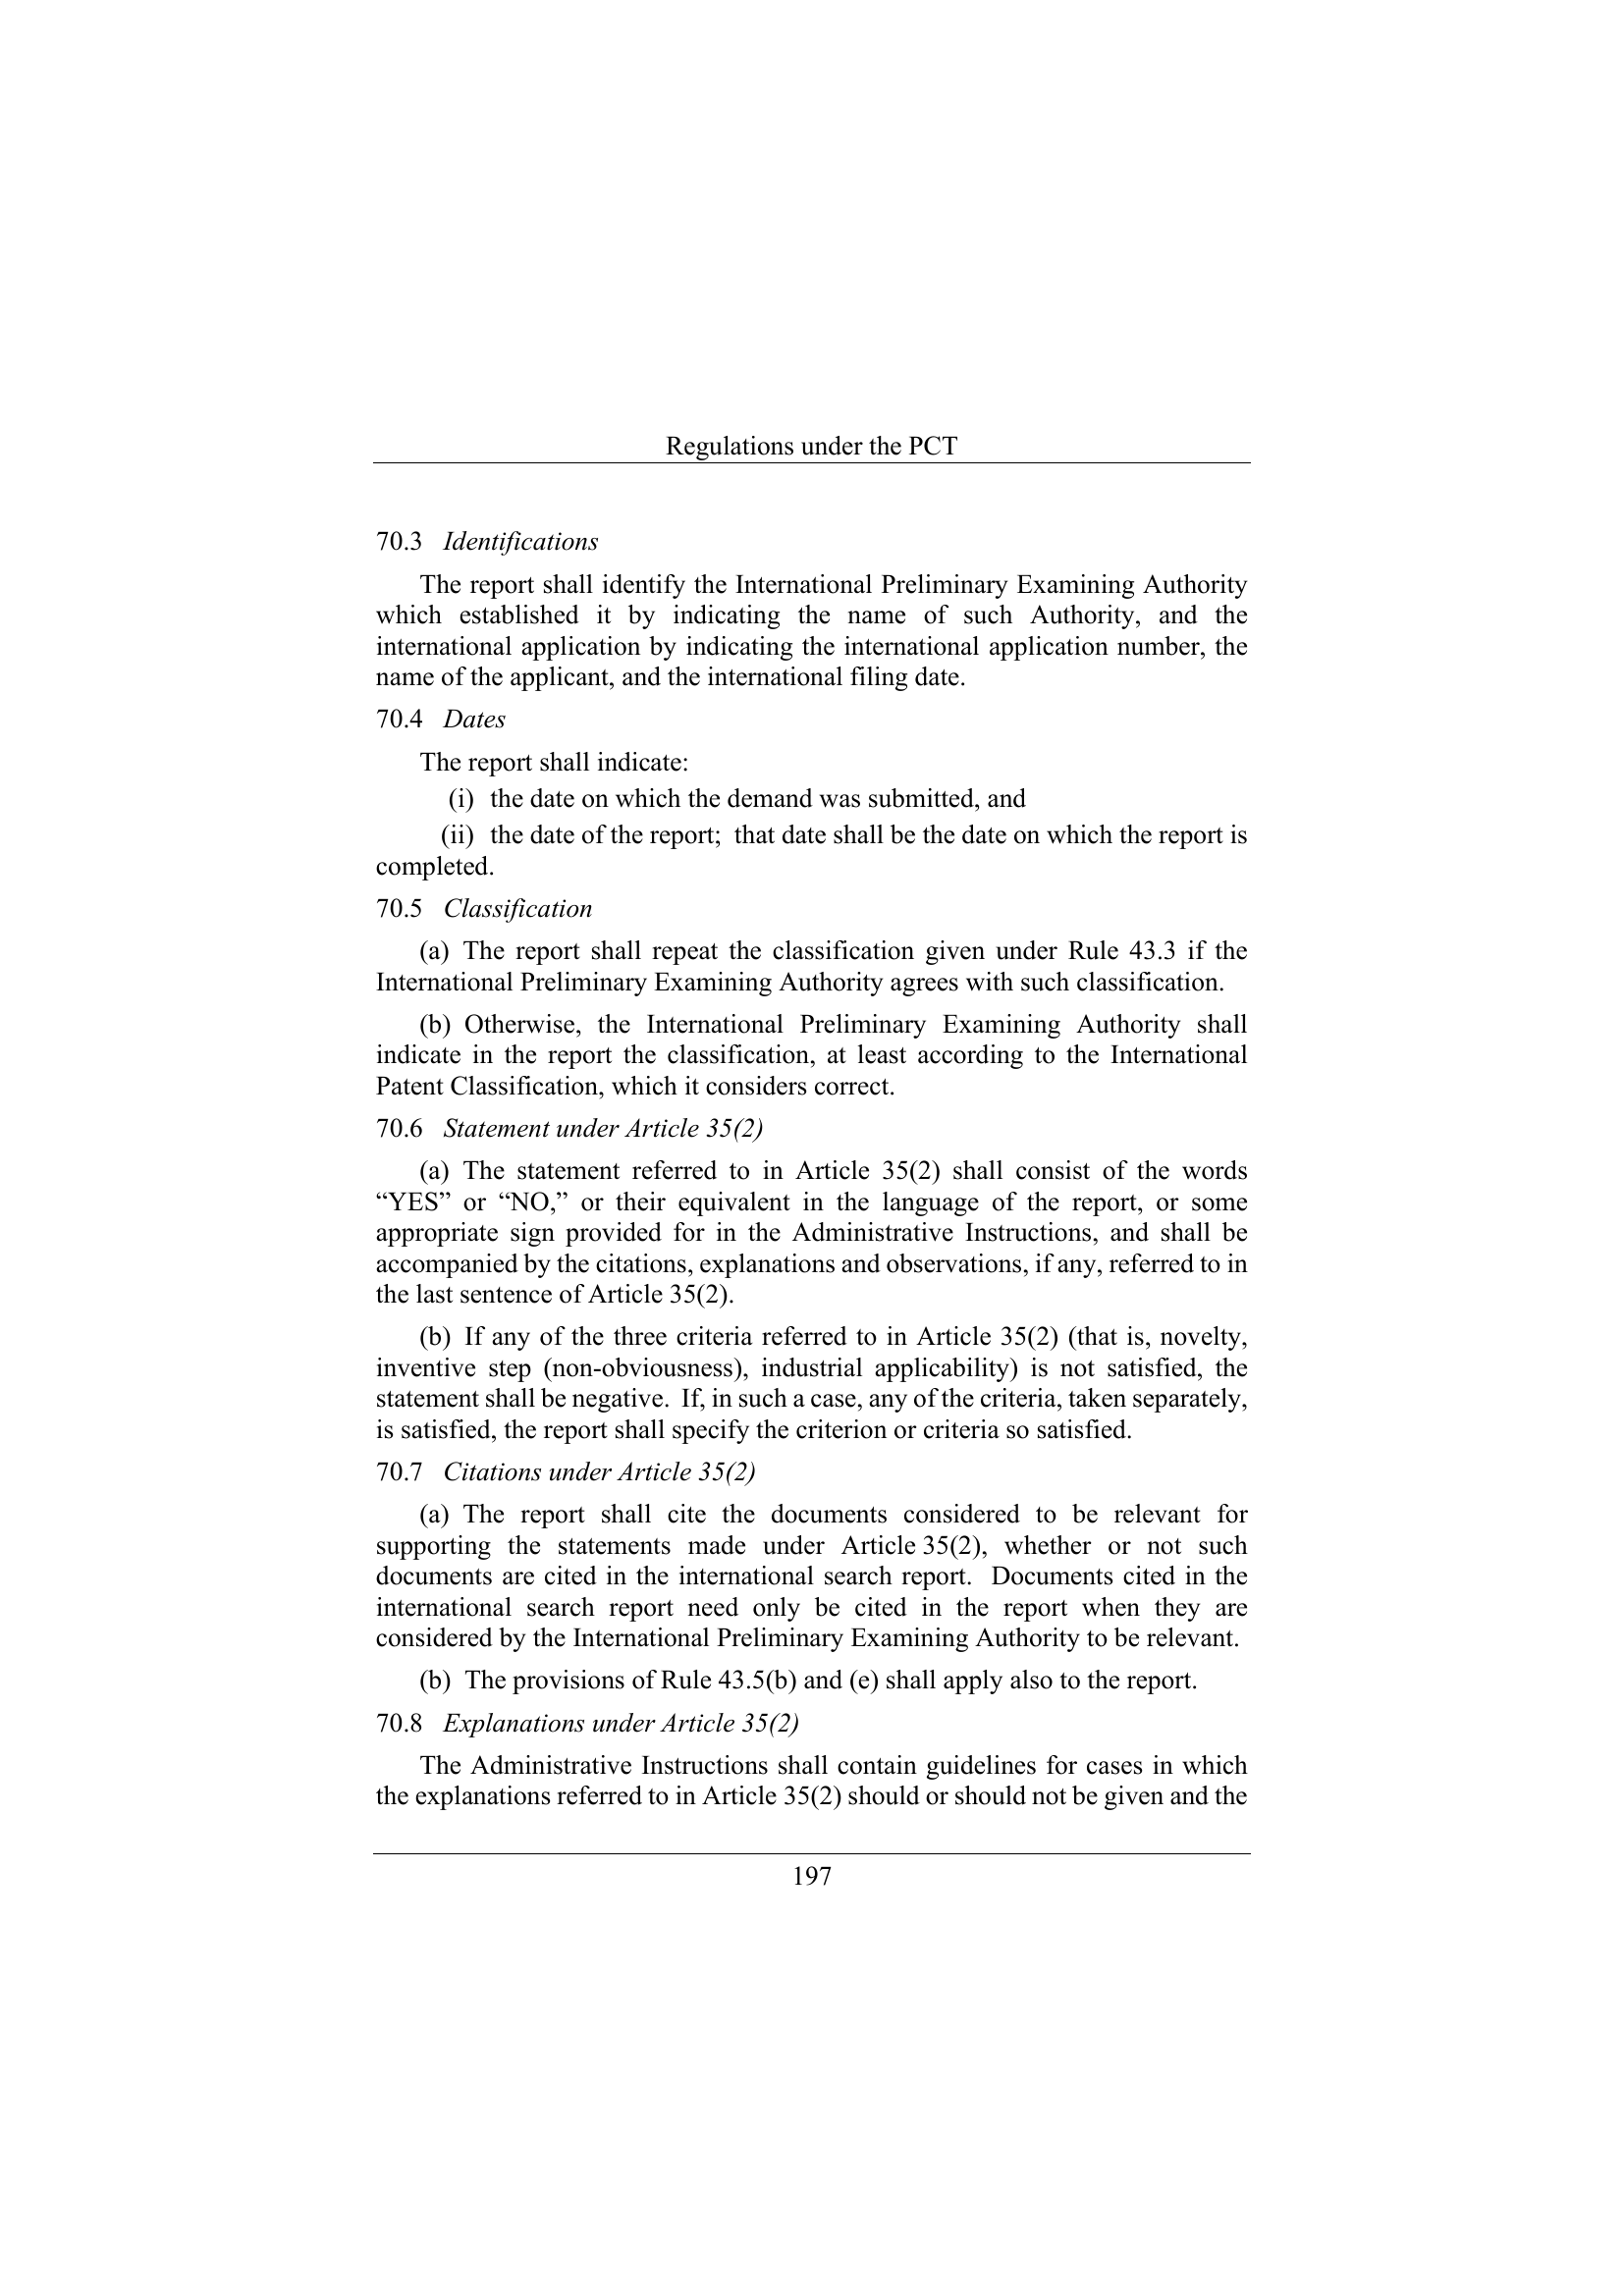 Regulations under the PCT
70.3 Identifications
The report shall identify the International Preliminary Examining Authority
which established it by indicating the name of such Authority, and the
international application by indicating the international application number, the
name of the applicant, and the international filing date.
70.4 Dates
The report shall indicate:
(i) the date on which the demand was submitted, and
(ii) the date of the report; that date shall be the date on which the report is
completed.
70.5 Classification
(a) The report shall repeat the classification given under Rule 43.3 if the
International Preliminary Examining Authority agrees with such classification.
(b) Otherwise, the International Preliminary Examining Authority shall
indicate in the report the classification, at least according to the International
Patent Classification, which it considers correct.
70.6 Statement under Article 35(2)
(a) The statement referred to in Article 35(2) shall consist of the words
“YES” or “NO,” or their equivalent in the language of the report, or some
appropriate sign provided for in the Administrative Instructions, and shall be
accompanied by the citations, explanations and observations, if any, referred to in
the last sentence of Article 35(2).
(b) If any of the three criteria referred to in Article 35(2) (that is, novelty,
inventive step (non-obviousness), industrial applicability) is not satisfied, the
statement shall be negative. If, in such a case, any of the criteria, taken separately,
is satisfied, the report shall specify the criterion or criteria so satisfied.
70.7 Citations under Article 35(2)
(a) The report shall cite the documents considered to be relevant for
supporting the statements made under Article 35(2), whether or not such
documents are cited in the international search report. Documents cited in the
international search report need only be cited in the report when they are
considered by the International Preliminary Examining Authority to be relevant.
(b) The provisions of Rule 43.5(b) and (e) shall apply also to the report.
70.8 Explanations under Article 35(2)
The Administrative Instructions shall contain guidelines for cases in which
the explanations referred to in Article 35(2) should or should not be given and the
197